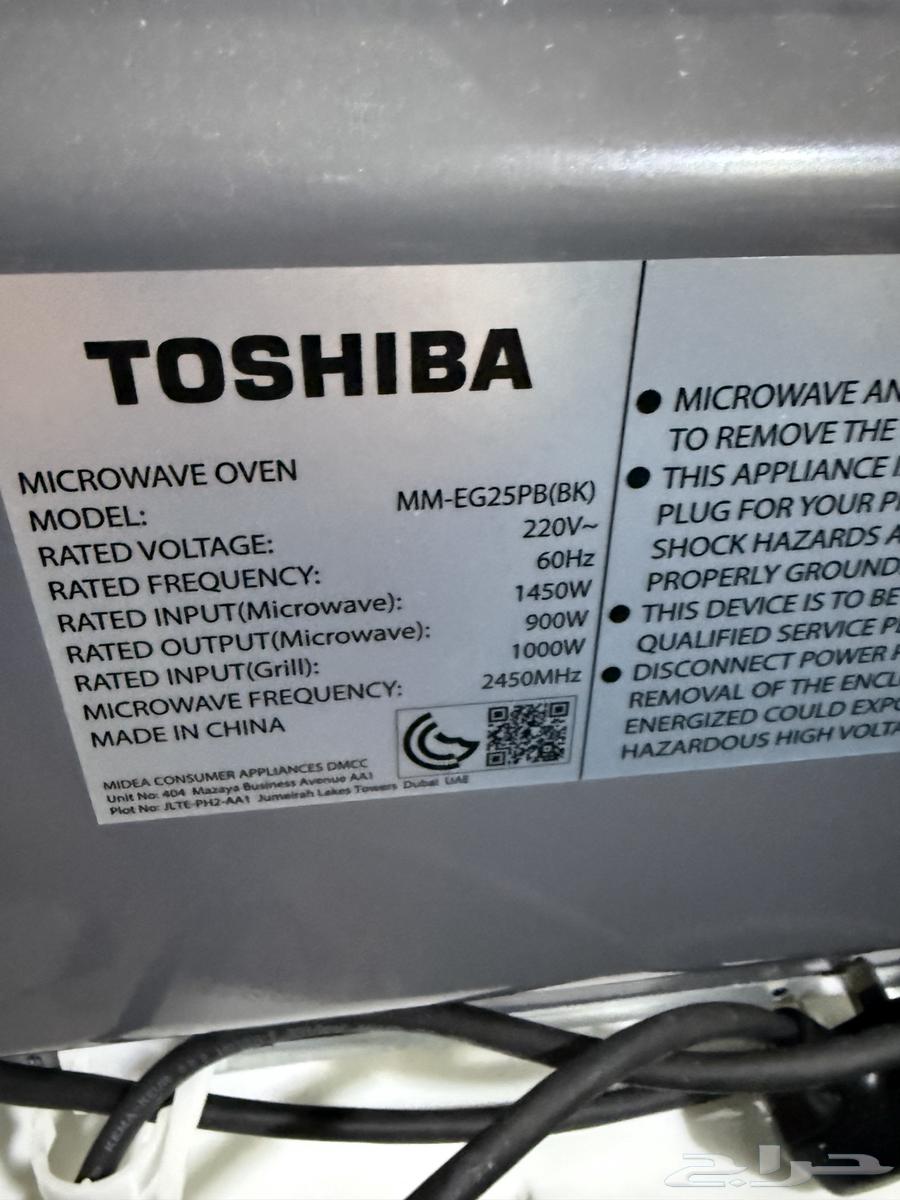 TOSHIBA
MICROWAVE OVEN
MODEL: MM-EG25PB(BK)
RATED VOLTAGE: 220V~
RATED FREQUENCY: 60Hz
RATED INPUT(Microwave): 1450W
RATED OUTPUT(Microwave): 900W
RATED INPUT(Grill): 1000W
MICROWAVE FREQUENCY: 2450MHz
MADE IN CHINA
MIDEA CONSUMER APPLIANCES DMCC
Unit No: 404 Mazaya Business Avenue AA1
Plot No: JLTE-PH2-AA1 Jumeirah Lakes Towers Dubai UAE
● MICROWAVE AN
TO REMOVE THE
● THIS APPLIANCE
PLUG FOR YOUR
SHOCK HAZARDS
PROPERLY GROUND
● THIS DEVICE IS TO BE
QUALIFIED SERVICE
● DISCONNECT POWER
REMOVAL OF THE ENCL
ENERGIZED COULD EXPO
HAZARDOUS HIGH VOLTA
KEMA-KEUR
حراج